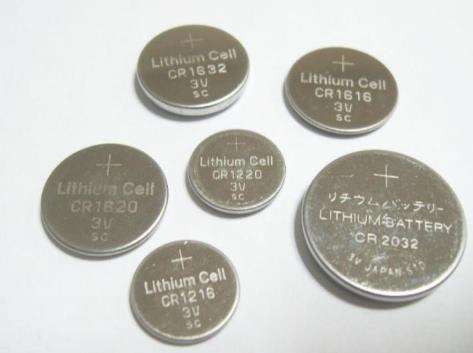 +
Lithium Cell
CR1632
3V
SC
+
Lithium Cell
CR1616
3V
SC
+
Lithium Cell
CR1620
3V
SC
+
Lithium Cell
CR1220
3V
SC
+
リチウムバッテリー
LITHIUM BATTERY
CR 2032
3V JAPAN
+
Lithium Cell
CR1216
3V
SC